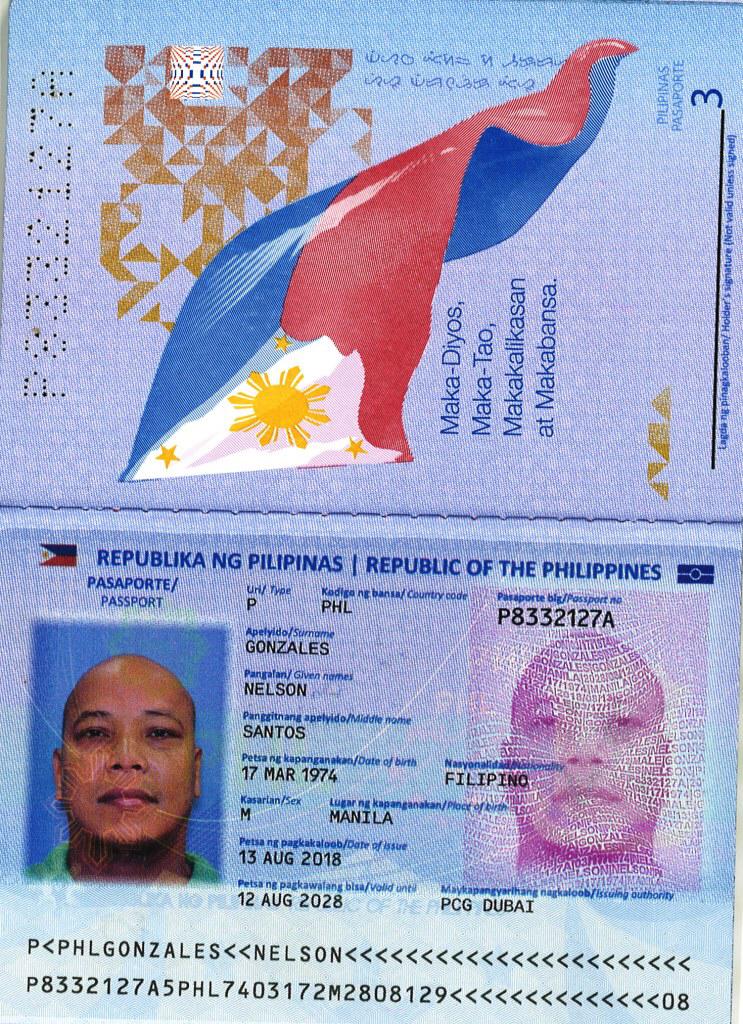 P8332127A
PILIPINAS
PASAPORTE
3
Maka-Diyos,
Maka-Tao,
Makakalikasan
at Makabansa.
Lagda ng pinagkalooban/ Holder's signature (Not valid unless signed)
REPUBLIKA NG PILIPINAS | REPUBLIC OF THE PHILIPPINES
PASAPORTE/
PASSPORT
Uri/ Type
Kodigo ng bansa/ Country code
Pasaporte blg/Passport no
P
PHL
P8332127A
Apelyido/Surname
GONZALES
Pangalan/ Given names
NELSON
Panggitnang apelyido/Middle name
SANTOS
Petsa ng kapanganakan/Date of birth
Nasyonalidad/Nationality
17 MAR 1974
FILIPINO
Kasarian/Sex
Lugar ng kapanganakan/Place of birth
M
MANILA
Petsa ng pagkakaloob/Date of issue
13 AUG 2018
Petsa ng pagkawalang bisa/Valid until
Maykapangyarihang nagkaloob/Issuing authority
12 AUG 2028
PCG DUBAI
P<PHLGONZALES<<NELSON<<<<<<<<<<<<<<<<<<<<<<<
P8332127A5PHL7403172M2808129<<<<<<<<<<<<<<08